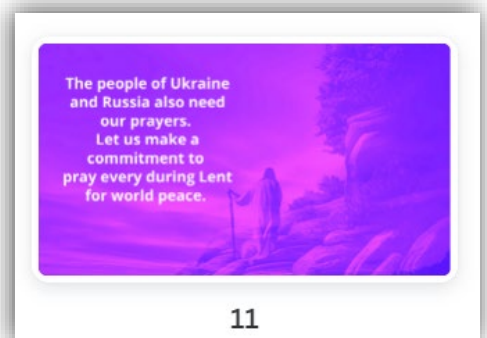 The people of Ukraine
and Russia also need
our prayers.
Let us make a
commitment to
pray every during Lent
for world peace.
11